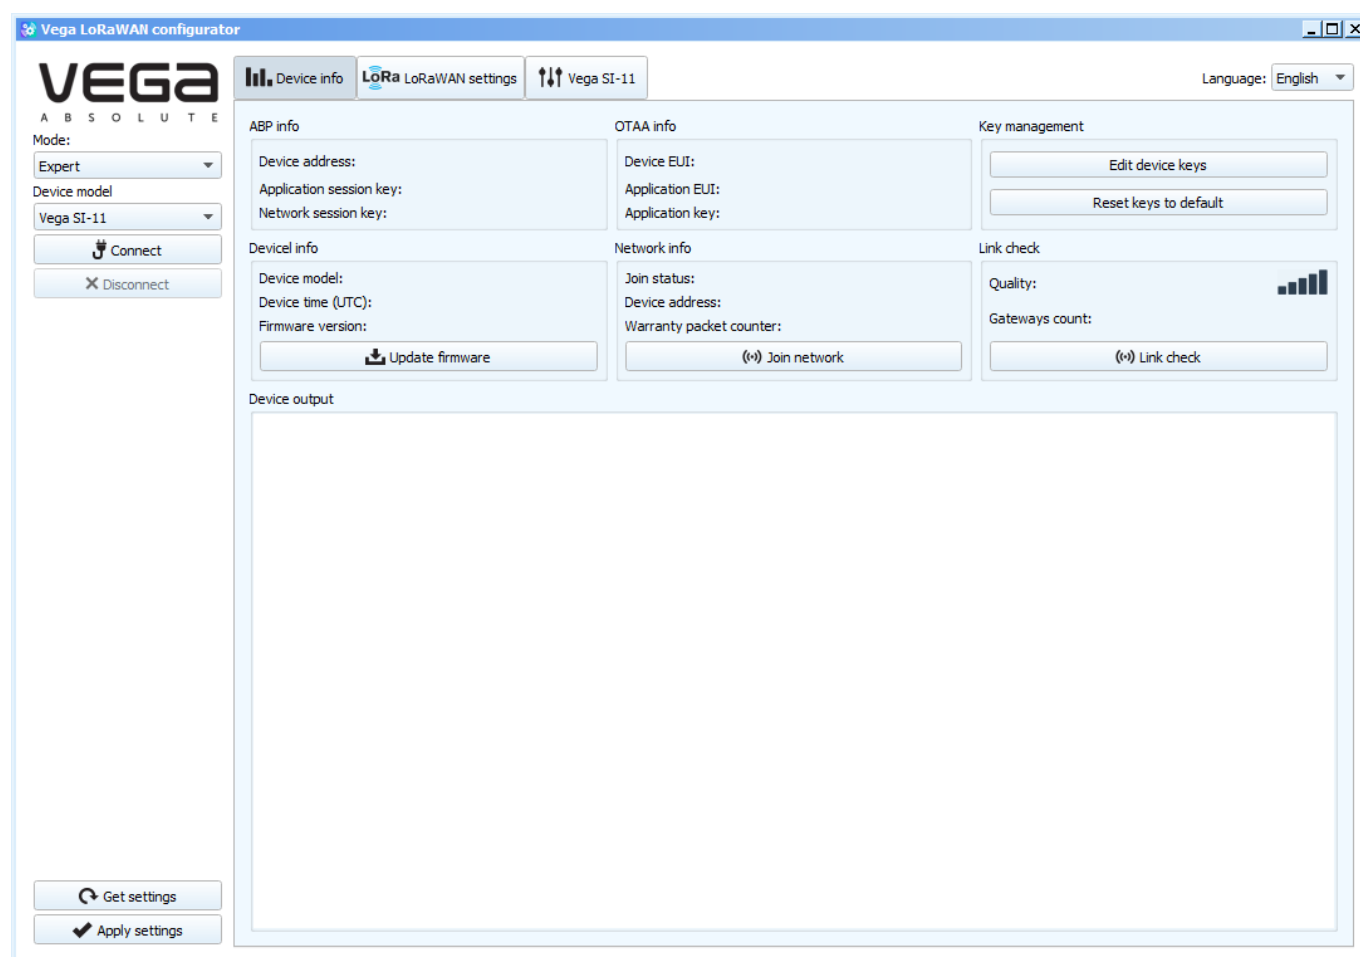 Vega LoRaWAN configurato
VEGA
ABSOLUTE
Mode:
Expert
Device model
Vega SI-11
Connect
Disconnect
Get settings
Apply settings
Device info
LoRa LoRaWAN settings
Vega SI-11
Language: English
ABP info
Device address:
Application session key:
Network session key:
OTAA info
Device EUI:
Application EUI:
Application key:
Key management
Edit device keys
Reset keys to default
Devicel info
Device model:
Device time (UTC):
Firmware version:
Update firmware
Network info
Join status:
Device address:
Warranty packet counter:
Join network
Link check
Quality:
Gateways count:
Link check
Device output